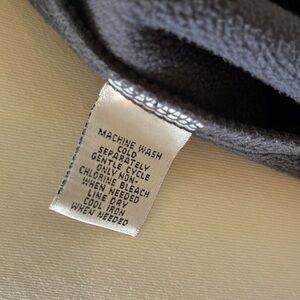 MACHINE WASH
COLD
SEPARATELY
GENTLE CYCLE
ONLY NON-
CHLORINE BLEACH
WHEN NEEDED
LINE DRY
COOL IRON
WHEN NEEDED